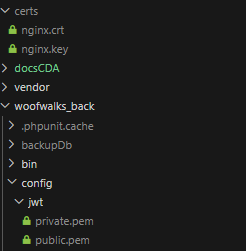 certs
nginx.crt
nginx.key
docsCDA
vendor
woofwalks_back
.phpunit.cache
backupDb
bin
config
jwt
private.pem
public.pem